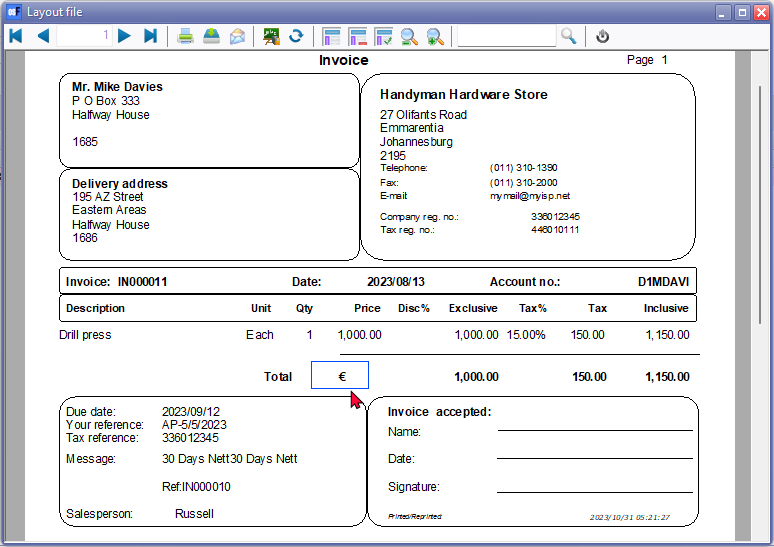 Layout file
1
Invoice
Page 1
Mr. Mike Davies
P O Box 333
Halfway House
1685
Handyman Hardware Store
27 Olifants Road
Emmarentia
Johannesburg
2195
Telephone: (011) 310-1390
Fax: (011) 310-2000
E-mail: mymail@myisp.net
Company reg. no.: 336012345
Tax reg. no.: 446010111
Delivery address
195 AZ Street
Eastern Areas
Halfway House
1686
Invoice: IN000011 Date: 2023/08/13 Account no.: D1MDAVI
Description Unit Qty Price Disc% Exclusive Tax% Tax Inclusive
Drill press Each 1 1,000.00 1,000.00 15.00% 150.00 1,150.00
Total € 1,000.00 150.00 1,150.00
Due date: 2023/09/12
Your reference: AP-5/5/2023
Tax reference: 336012345
Message: 30 Days Nett30 Days Nett
Ref:IN000010
Salesperson: Russell
Invoice accepted:
Name:
Date:
Signature:
Printed/Reprinted: 2023/10/31 05:21:27